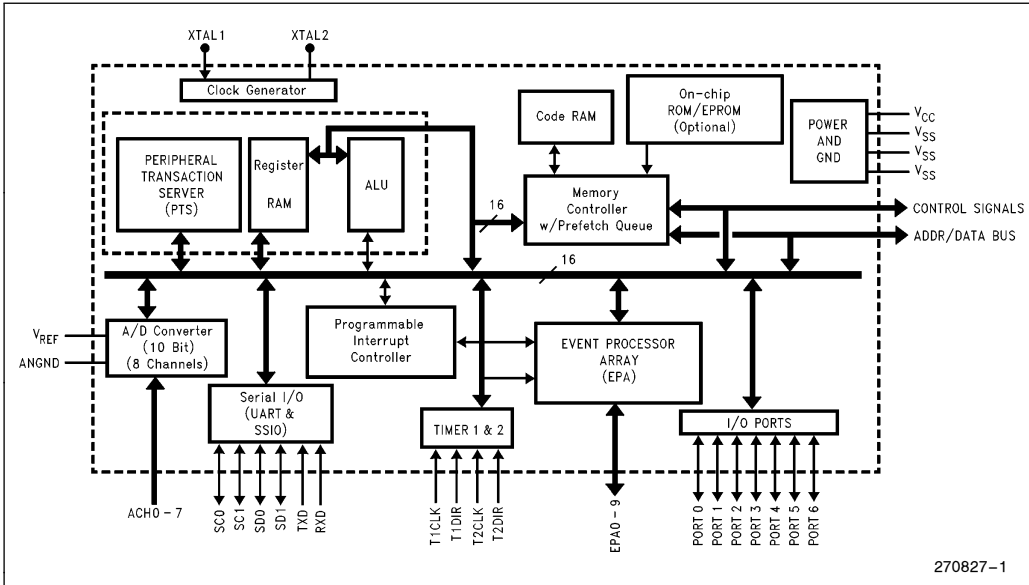 XTAL1
XTAL2
Clock Generator
PERIPHERAL
TRANSACTION
SERVER
(PTS)
Register
RAM
ALU
Code RAM
On-chip
ROM/EPROM
(Optional)
POWER
AND
GND
VCC
VSS
VSS
VSS
Memory
Controller
w/Prefetch Queue
16
CONTROL SIGNALS
ADDR/DATA BUS
16
VREF
ANGND
A/D Converter
(10 Bit)
(8 Channels)
Programmable
Interrupt
Controller
EVENT PROCESSOR
ARRAY
(EPA)
Serial I/O
(UART &
SSIO)
TIMER 1 & 2
I/O PORTS
ACH0-7
SC0
SC1
SD0
SD1
TXD
RXD
T1CLK
T1DIR
T2CLK
T2DIR
EPA0-9
PORT 0
PORT 1
PORT 2
PORT 3
PORT 4
PORT 5
PORT 6
270827-1